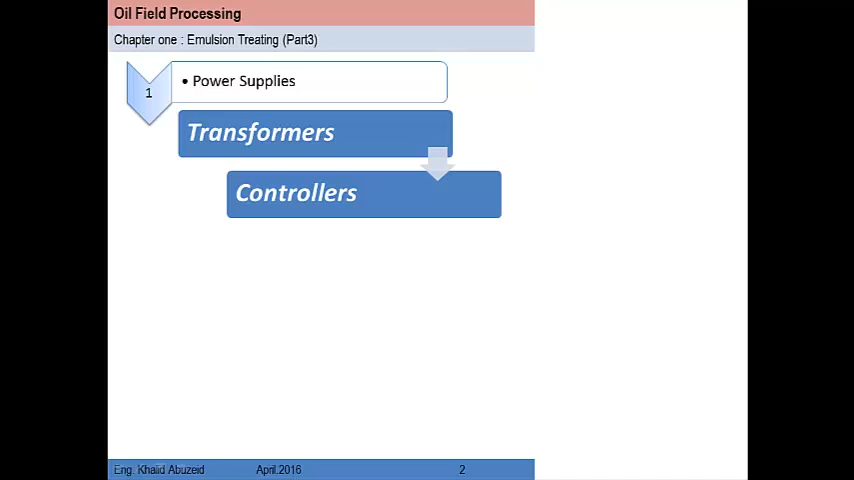 Oil Field Processing
Chapter one : Emulsion Treating (Part3)
1
• Power Supplies
Transformers
Controllers
Eng. Khalid Abuzeid April.2016 2